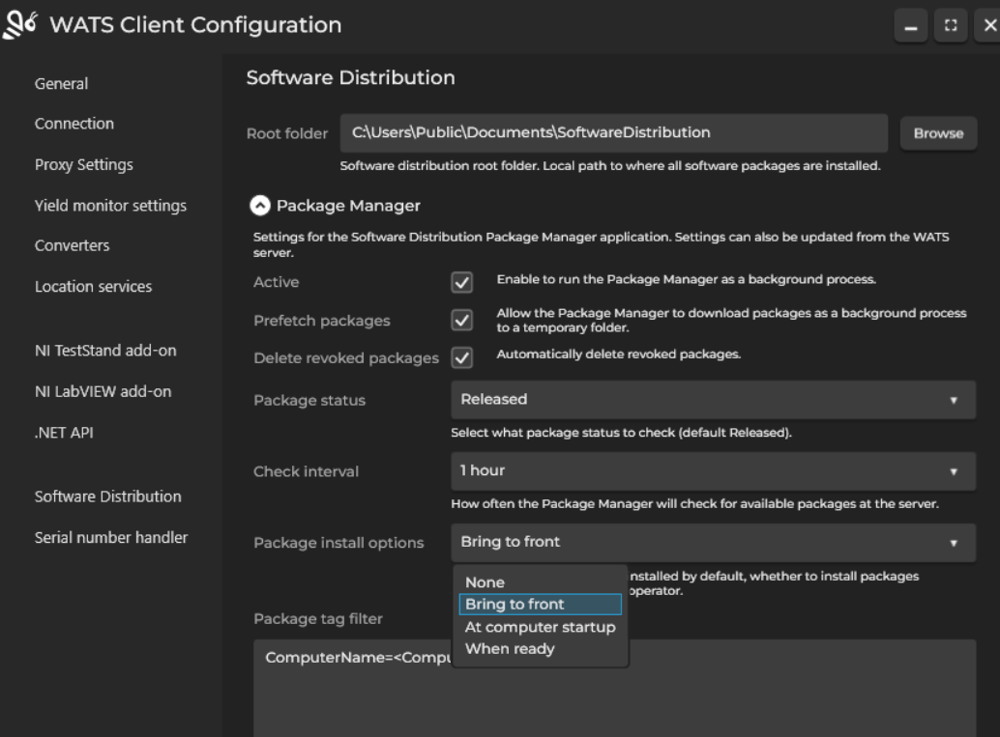 WATS Client Configuration
General
Connection
Proxy Settings
Yield monitor settings
Converters
Location services
NI TestStand add-on
NI LabVIEW add-on
.NET API
Software Distribution
Serial number handler
Software Distribution
Root folder
C:\Users\Public\Documents\SoftwareDistribution
Browse
Software distribution root folder. Local path to where all software packages are installed.
Package Manager
Settings for the Software Distribution Package Manager application. Settings can also be updated from the WATS
server.
Active
Enable to run the Package Manager as a background process.
Prefetch packages
Allow the Package Manager to download packages as a background process
to a temporary folder.
Delete revoked packages
Automatically delete revoked packages.
Package status
Released
Select what package status to check (default Released).
Check interval
1 hour
How often the Package Manager will check for available packages at the server.
Package install options
Bring to front
None
Bring to front
At computer startup
When ready
nstalled by default, whether to install packages
operator.
Package tag filter
ComputerName=<Compu